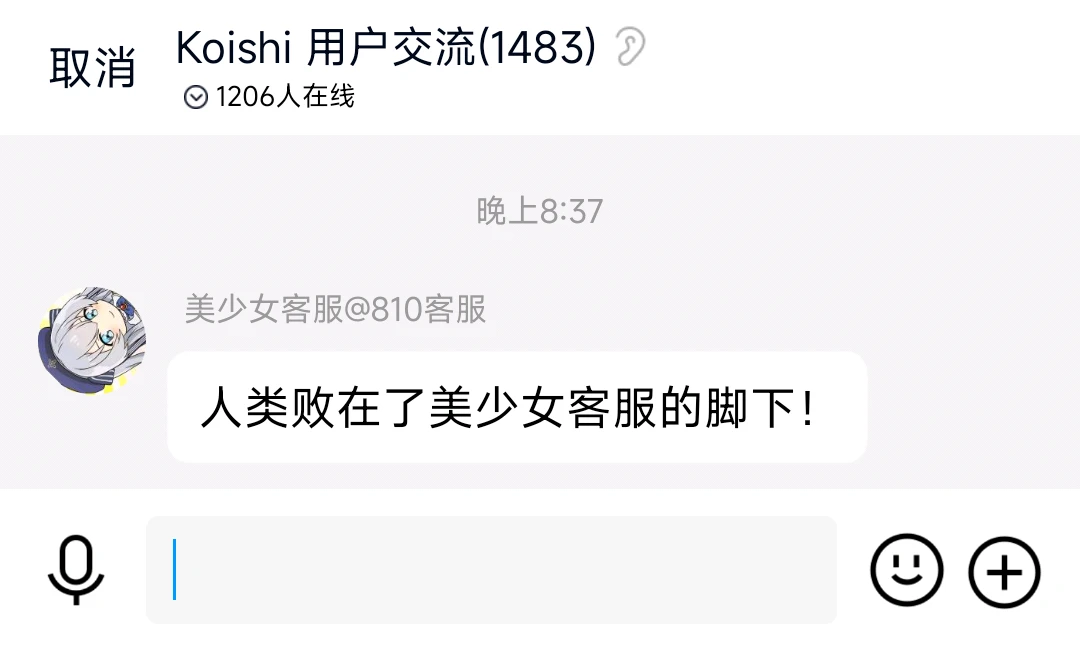 取消
Koishi 用户交流(1483)
1206人在线
晚上8:37
美少女客服@810客服
人类败在了美少女客服的脚下！